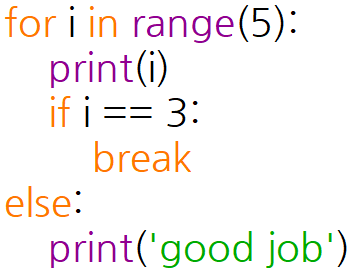 for i in range(5):
    print(i)
    if i == 3:
        break
else:
    print('good job')